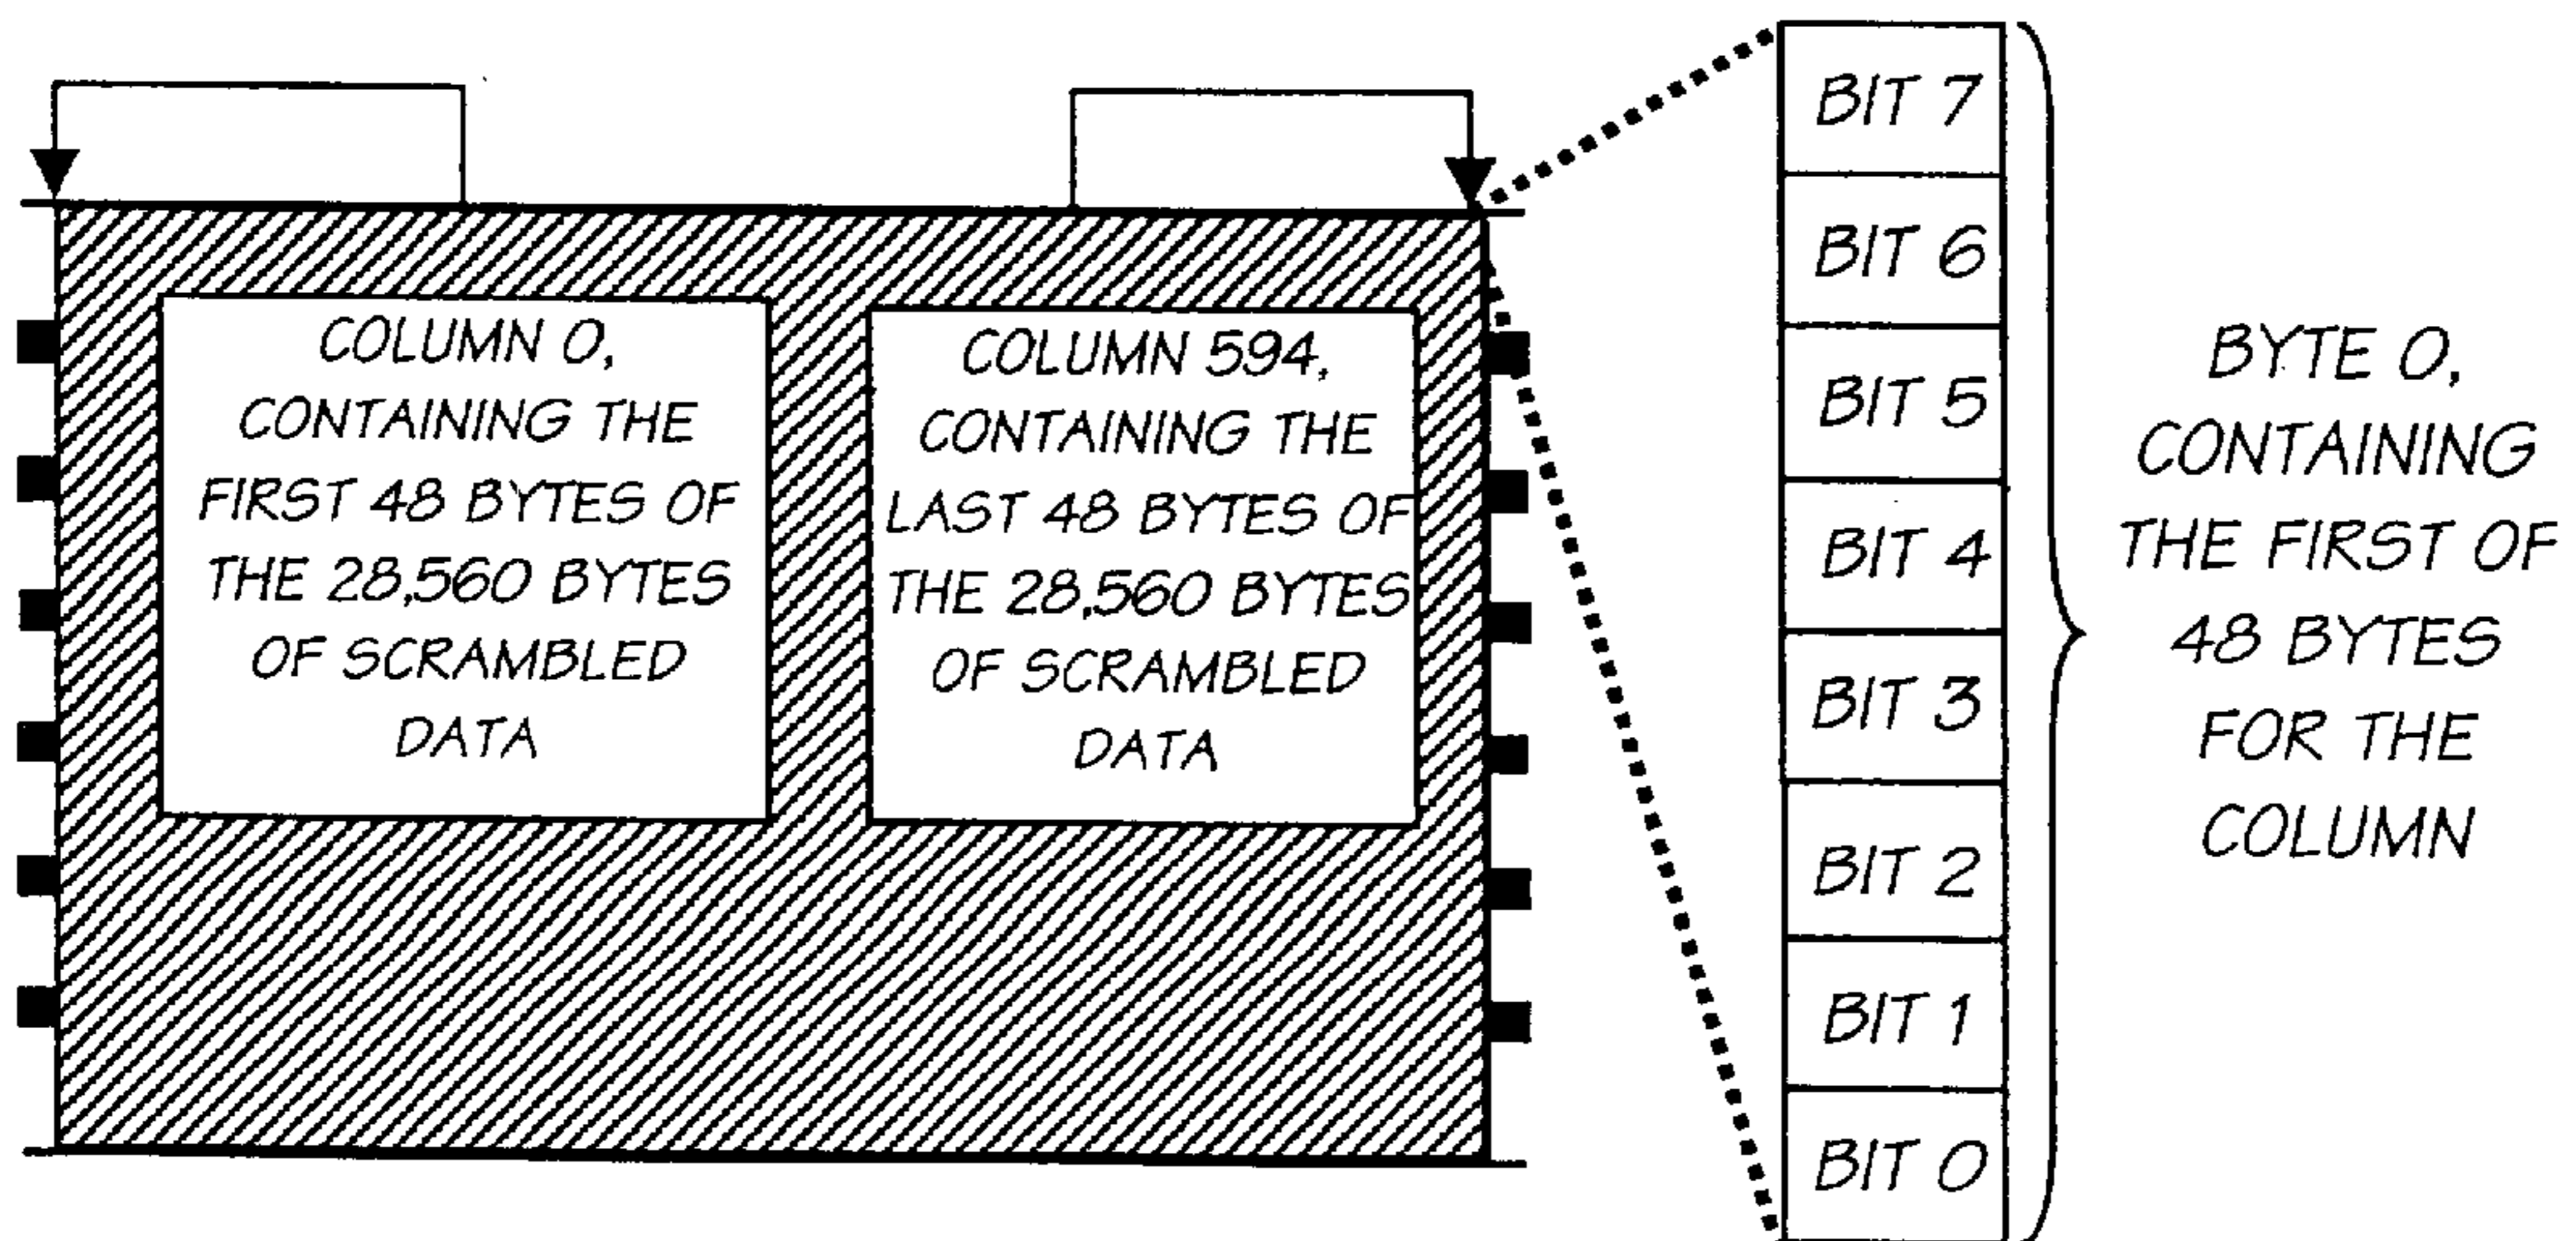 COLUMN 0,
CONTAINING THE
FIRST 48 BYTES OF
THE 28,560 BYTES
OF SCRAMBLED
DATA
COLUMN 594,
CONTAINING THE
LAST 48 BYTES OF
THE 28,560 BYTES
OF SCRAMBLED
DATA
BIT 7
BIT 6
BIT 5
BIT 4
BIT 3
BIT 2
BIT 1
BIT 0
BYTE 0,
CONTAINING
THE FIRST OF
48 BYTES
FOR THE
COLUMN